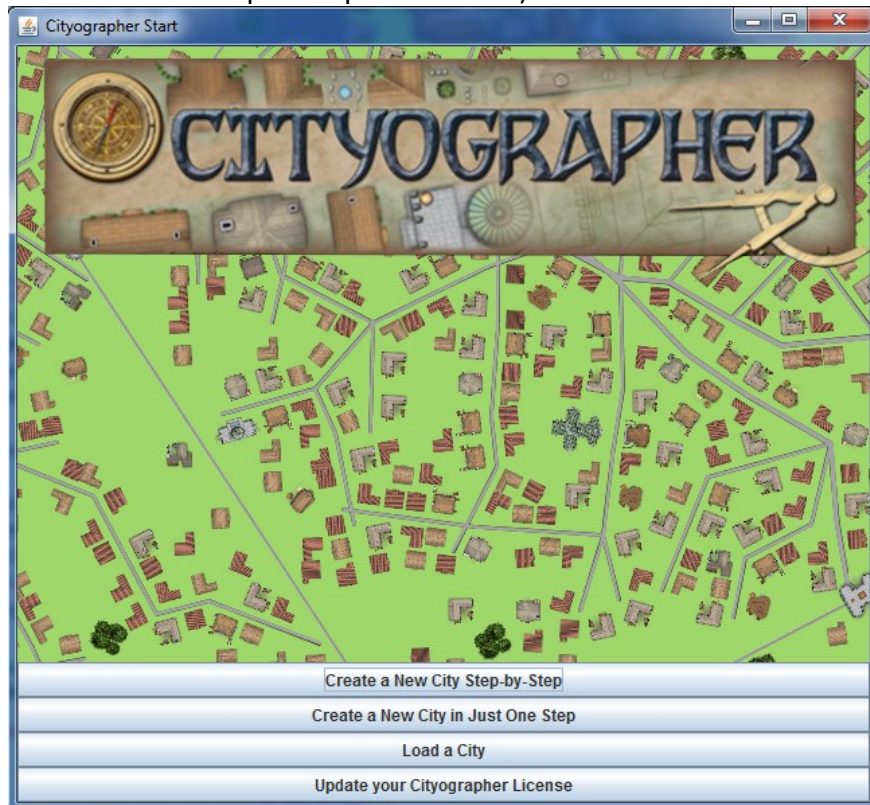 Cityographer Start
CITYOGRAPHER
Create a New City Step-by-Step
Create a New City in Just One Step
Load a City
Update your Cityographer License